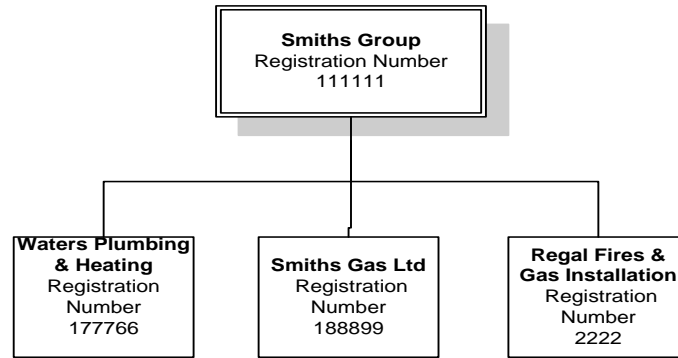 Smiths Group
Registration Number
111111
Waters Plumbing
& Heating
Registration
Number
177766
Smiths Gas Ltd
Registration
Number
188899
Regal Fires &
Gas Installation
Registration
Number
2222